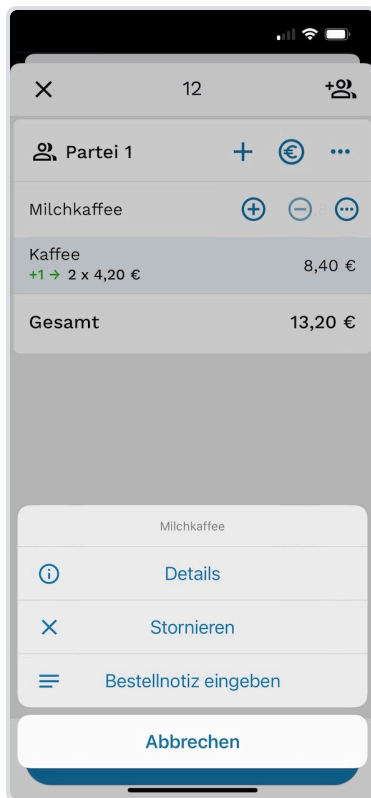 12
Partei 1
Milchkaffee
Kaffee
8,40 €
+1 → 2 x 4,20 €
Gesamt 13,20 €
Milchkaffee
Details
Stornieren
Bestellnotiz eingeben
Abbrechen